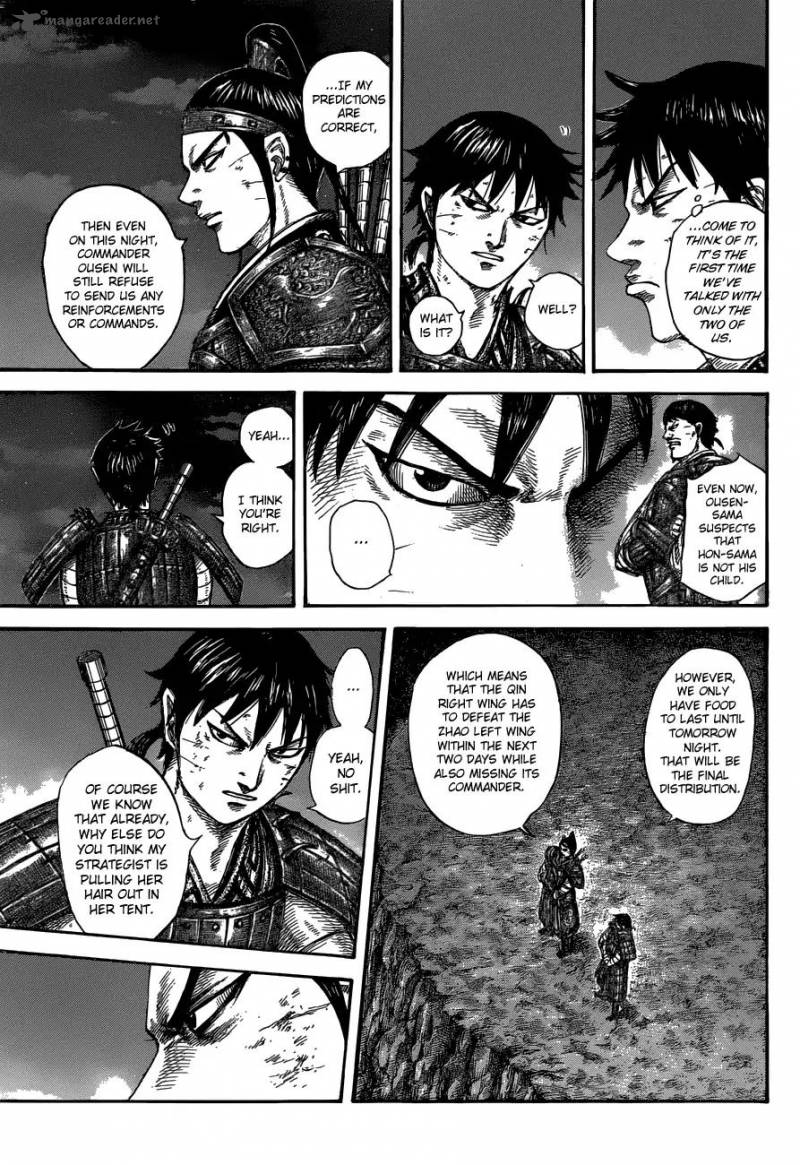 mangareader.net
...COME TO
THINK OF IT,
IT'S THE
FIRST TIME
WE'VE
TALKED WITH
ONLY THE
TWO OF
US.
WELL?
WHAT
IS IT?
...IF MY
PREDICTIONS
ARE
CORRECT,
THEN EVEN
ON THIS NIGHT,
COMMANDER
OUSEN WILL
STILL REFUSE
TO SEND US ANY
REINFORCEMENTS
OR COMMANDS.
EVEN NOW,
OUSEN-
SAMA
SUSPECTS
THAT
HON-SAMA
IS NOT HIS
CHILD.
...
YEAH...
I THINK
YOU'RE
RIGHT.
HOWEVER,
WE ONLY
HAVE FOOD
TO LAST UNTIL
TOMORROW
NIGHT.
THAT WILL BE
THE FINAL
DISTRIBUTION.
WHICH MEANS
THAT THE QIN
RIGHT WING HAS
TO DEFEAT THE
ZHAO LEFT WING
WITHIN THE NEXT
TWO DAYS WHILE
ALSO MISSING ITS
COMMANDER.
...
YEAH,
NO
SHIT.
OF COURSE
WE KNOW
THAT ALREADY,
WHY ELSE DO
YOU THINK MY
STRATEGIST IS
PULLING HER
HAIR OUT IN
HER TENT.